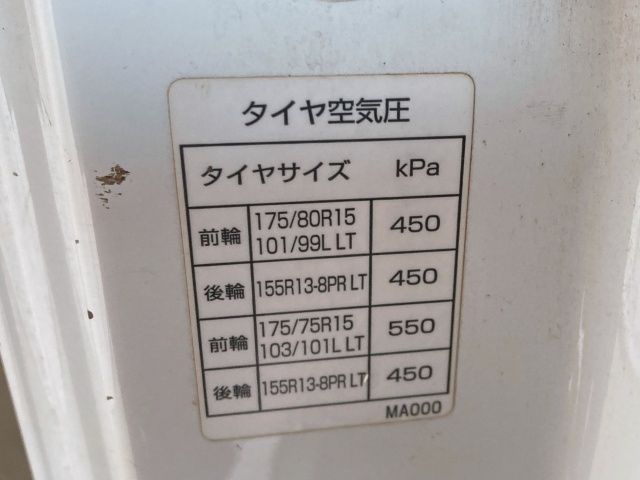 タイヤ空気圧
タイヤサイズ kPa
前輪 175/80R15 101/99L LT 450
後輪 155R13-8PR LT 450
前輪 175/75R15 103/101L LT 550
後輪 155R13-8PR LT 450
MA000